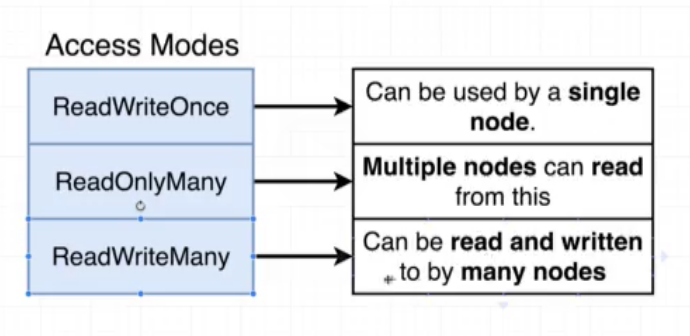 Access Modes
ReadWriteOnce
Can be used by a single
node.
ReadOnlyMany
Multiple nodes can read
from this
ReadWriteMany
Can be read and written
to by many nodes